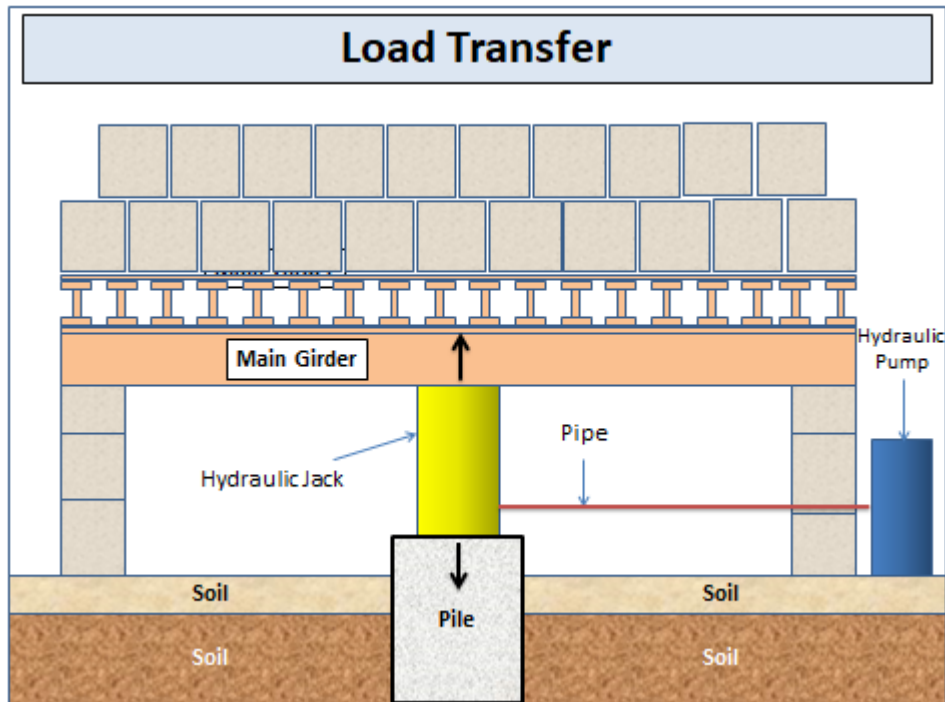 Load Transfer
Main Girder
Hydraulic
Pump
Pipe
Hydraulic Jack
Soil
Soil
Pile
Soil
Soil